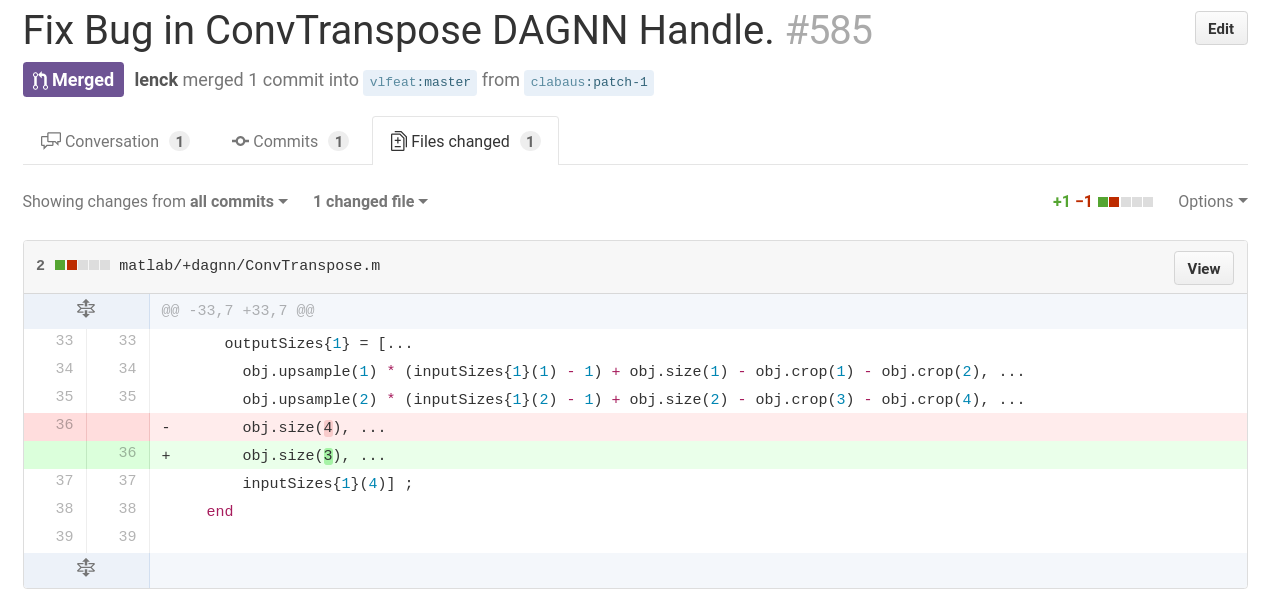 Fix Bug in ConvTranspose DAGNN Handle. #585
Edit
Merged lenck merged 1 commit into vlfeat:master from clabaus:patch-1
Conversation 1 Commits 1 Files changed 1
Showing changes from all commits 1 changed file +1 −1 Options
2 matlab/+dagnn/ConvTranspose.m View
@@ -33,7 +33,7 @@
33 33 outputSizes{1} = [...
34 34 obj.upsample(1) * (inputSizes{1}(1) - 1) + obj.size(1) - obj.crop(1) - obj.crop(2), ...
35 35 obj.upsample(2) * (inputSizes{1}(2) - 1) + obj.size(2) - obj.crop(3) - obj.crop(4), ...
36 - obj.size(4), ...
36 + obj.size(3), ...
37 37 inputSizes{1}(4)] ;
38 38 end
39 39